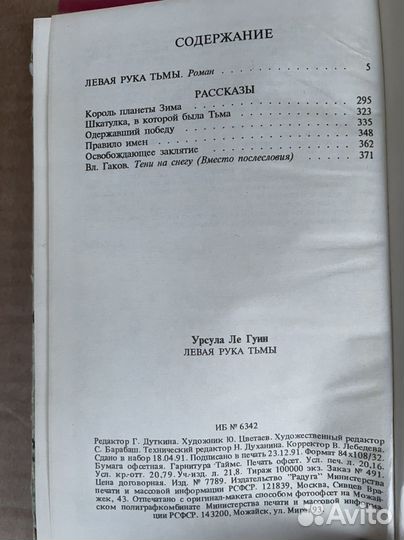 СОДЕРЖАНИЕ
ЛЕВАЯ РУКА ТЬМЫ. Роман . . . . . . . . . . 5
РАССКАЗЫ
Король планеты Зима . . . . . . . . . . 295
Шкатулка, в которой была Тьма . . . . . . . 323
Одержавший победу . . . . . . . . . . 335
Правило имен . . . . . . . . . . 348
Освобождающее заклятие . . . . . . . . . . 362
Вл. Гаков. Тени на снегу (Вместо послесловия) . . . . 371
Урсула Ле Гуин
ЛЕВАЯ РУКА ТЬМЫ
ИБ № 6342
Редактор Г. Дуткина. Художник Ю. Цветаев. Художественный редактор
С. Барабаш. Технический редактор Н. Духанина. Корректор В. Лебедева.
Сдано в набор 18.04.91. Подписано в печать 23.12.91. Формат 84×108/32.
Бумага офсетная. Гарнитура Таймс. Печать офсет. Усл. печ. л. 20,16.
Усл. кр.-отт. 20,79. Уч.-изд. л. 21,8. Тираж 100000 экз. Заказ № 491.
Цена договорная. Изд. № 7789. Издательство "Радуга" Министерства
печати и массовой информации РСФСР. 121839, Москва, Сивцев Вра-
жек, 43. Отпечатано с оригинал-макета способом фотоофсет на Можай-
ском полиграфкомбинате Министерства печати и массовой информации
РСФСР. 143200, Можайск, ул. Мира, 93.
Avito